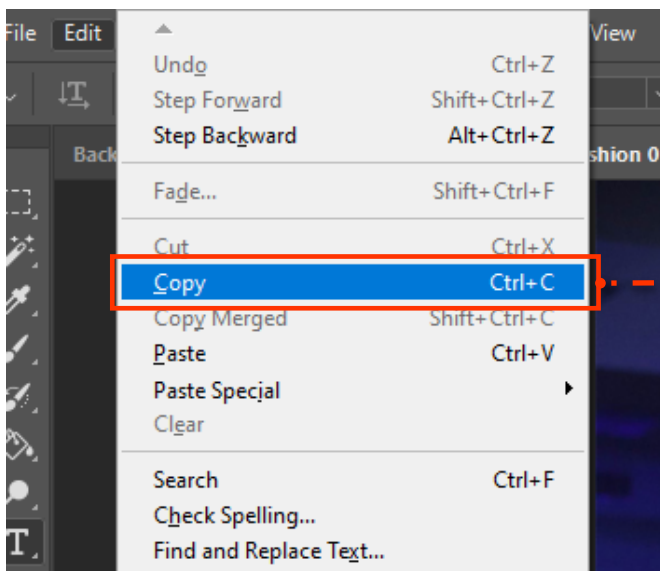 File Edit View
Undo Ctrl+Z
Step Forward Shift+Ctrl+Z
Step Backward Alt+Ctrl+Z
Back shion 0
Fade... Shift+Ctrl+F
Cut Ctrl+X
Copy Ctrl+C
Copy Merged Shift+Ctrl+C
Paste Ctrl+V
Paste Special
Clear
Search Ctrl+F
Check Spelling...
Find and Replace Text...